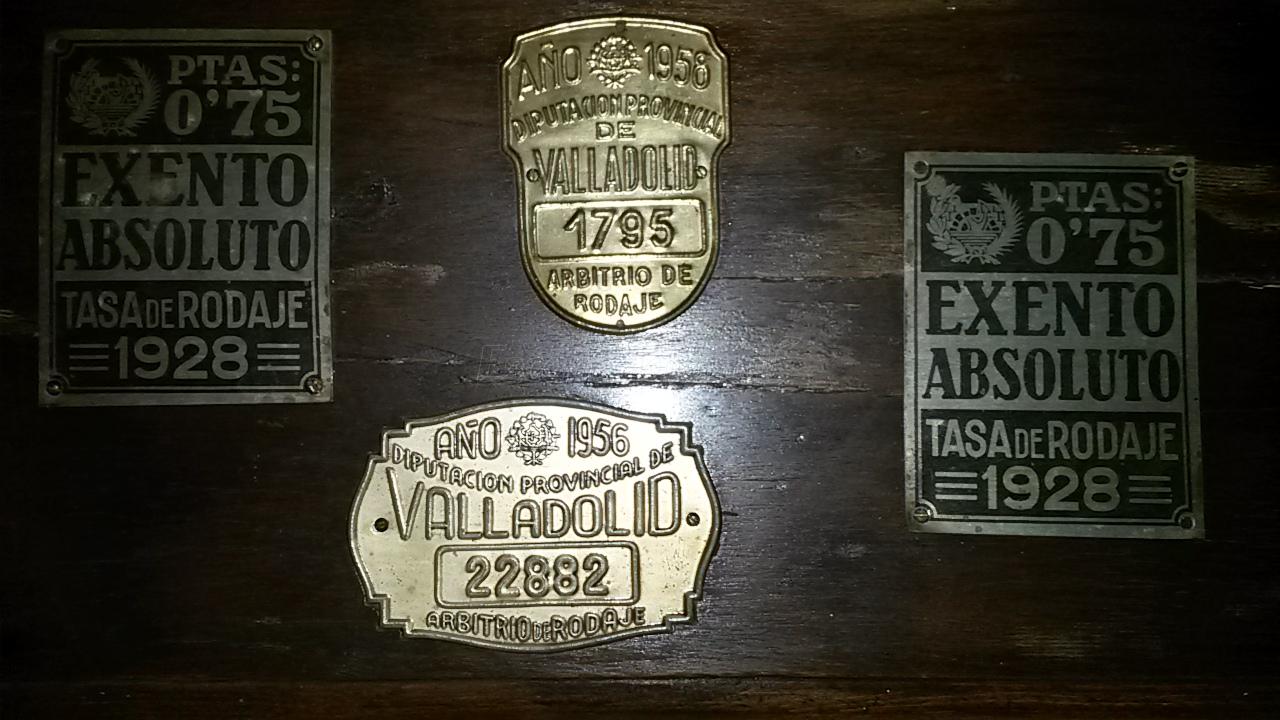 PTAS:
0'75
EXENTO
ABSOLUTO
TASA DE RODAJE
1928
AÑO 1958
DIPUTACION PROVINCIAL
DE
VALLADOLID
1795
ARBITRIO DE
RODAJE
AÑO 1956
DIPUTACION PROVINCIAL DE
VALLADOLID
22882
ARBITRIO DE RODAJE
PTAS:
0'75
EXENTO
ABSOLUTO
TASA DE RODAJE
1928